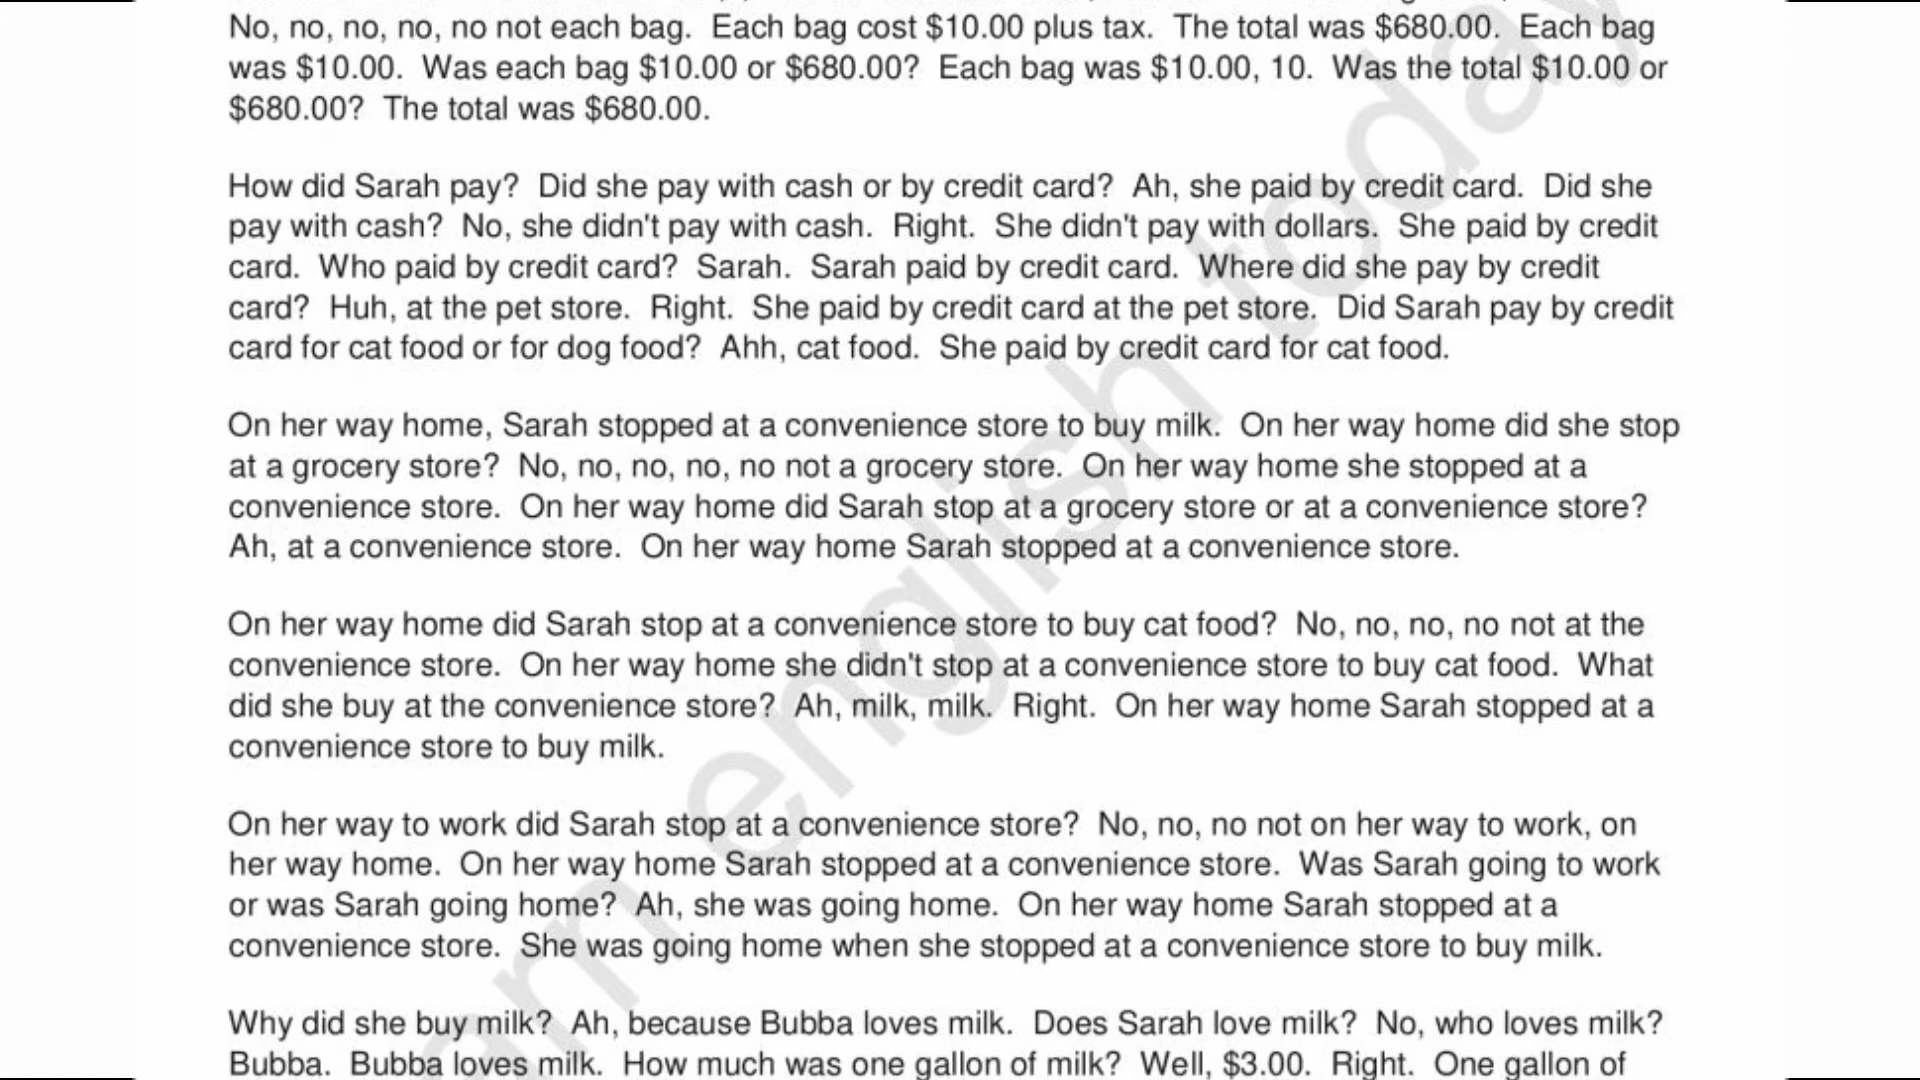 No, no, no, no, no not each bag.  Each bag cost $10.00 plus tax.  The total was $680.00.  Each bag
was $10.00.  Was each bag $10.00 or $680.00?  Each bag was $10.00, 10.  Was the total $10.00 or
$680.00?  The total was $680.00.
How did Sarah pay?  Did she pay with cash or by credit card?  Ah, she paid by credit card.  Did she
pay with cash?  No, she didn't pay with cash.  Right.  She didn't pay with dollars.  She paid by credit
card.  Who paid by credit card?  Sarah.  Sarah paid by credit card.  Where did she pay by credit
card?  Huh, at the pet store.  Right.  She paid by credit card at the pet store.  Did Sarah pay by credit
card for cat food or for dog food?  Ahh, cat food.  She paid by credit card for cat food.
On her way home, Sarah stopped at a convenience store to buy milk.  On her way home did she stop
at a grocery store?  No, no, no, no, no not a grocery store.  On her way home she stopped at a
convenience store.  On her way home did Sarah stop at a grocery store or at a convenience store?
Ah, at a convenience store.  On her way home Sarah stopped at a convenience store.
On her way home did Sarah stop at a convenience store to buy cat food?  No, no, no, no not at the
convenience store.  On her way home she didn't stop at a convenience store to buy cat food.  What
did she buy at the convenience store?  Ah, milk, milk.  Right.  On her way home Sarah stopped at a
convenience store to buy milk.
On her way to work did Sarah stop at a convenience store?  No, no, no not on her way to work, on
her way home.  On her way home Sarah stopped at a convenience store.  Was Sarah going to work
or was Sarah going home?  Ah, she was going home.  On her way home Sarah stopped at a
convenience store.  She was going home when she stopped at a convenience store to buy milk.
Why did she buy milk?  Ah, because Bubba loves milk.  Does Sarah love milk?  No, who loves milk?
Bubba.  Bubba loves milk.  How much was one gallon of milk?  Well, $3.00.  Right.  One gallon of
english today